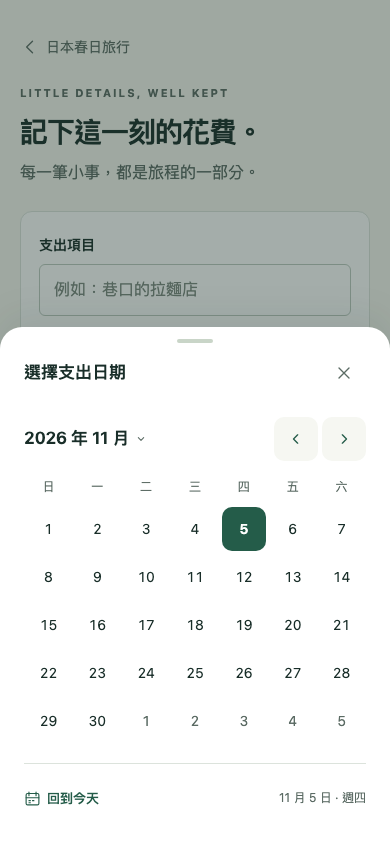 日本春日旅行
LITTLE DETAILS, WELL KEPT
記下這一刻的花費。
每一筆小事，都是旅程的一部分。
支出項目
例如：巷口的拉麵店
選擇支出日期
2026 年 11 月
日 一 二 三 四 五 六
1 2 3 4 5 6 7
8 9 10 11 12 13 14
15 16 17 18 19 20 21
22 23 24 25 26 27 28
29 30 1 2 3 4 5
回到今天
11 月 5 日 · 週四